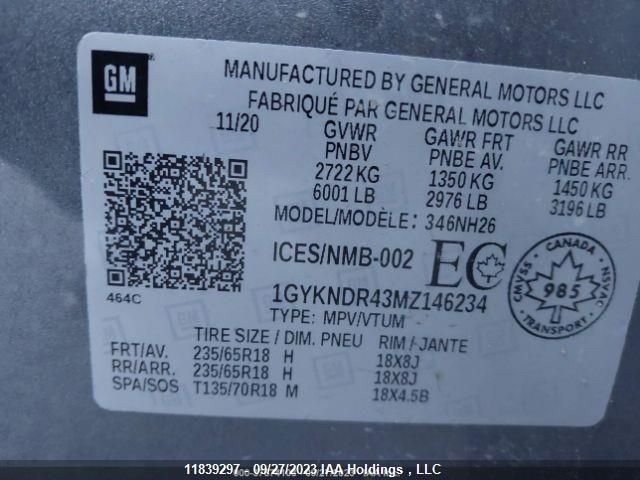 GM
MANUFACTURED BY GENERAL MOTORS LLC
FABRIQUÉ PAR GENERAL MOTORS LLC
11/20 GVWR GAWR FRT GAWR RR
PNBV PNBE AV. PNBE ARR.
2722 KG 1350 KG 1450 KG
6001 LB 2976 LB 3196 LB
MODEL/MODÈLE: 346NH26
ICES/NMB-002 EC
CANADA
CMVSS 985 NSVAC
464C
1GYKNDR43MZ146234
TYPE: MPV/VTUM
TIRE SIZE / DIM. PNEU RIM / JANTE
FRT/AV. 235/65R18 H 18X8J
RR/ARR. 235/65R18 H 18X8J
SPA/SOS T135/70R18 M 18X4.5B
11839297 - 09/27/2023 IAA Holdings , LLC